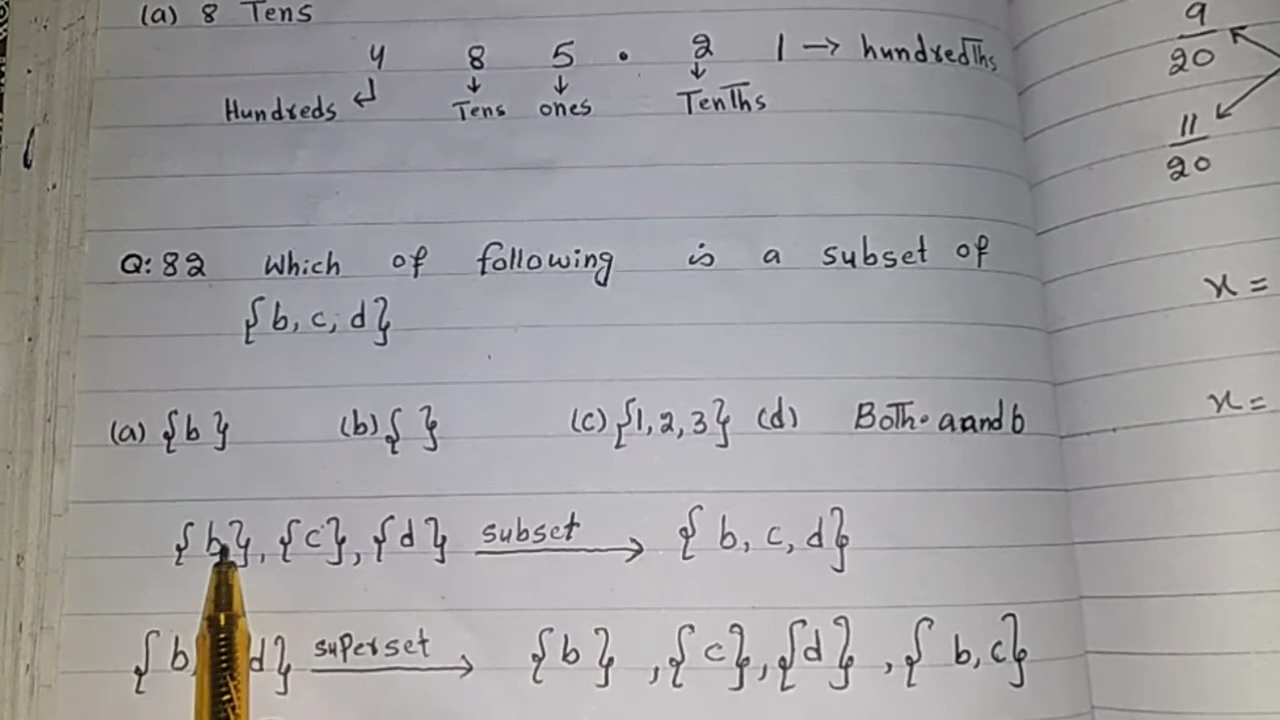 (a) 8 Tens
4 8 5 . 2 1 → hundredths
Hundreds Tens ones Tenths
9/20
11/20
Q:82 Which of following is a subset of
{b, c, d}
x =
(a) {b} (b) { } (c) {1, 2, 3} (d) Both a and b
x =
{b}, {c}, {d} subset → {b, c, d}
{b, d} superset → {b}, {c}, {d}, {b, c}